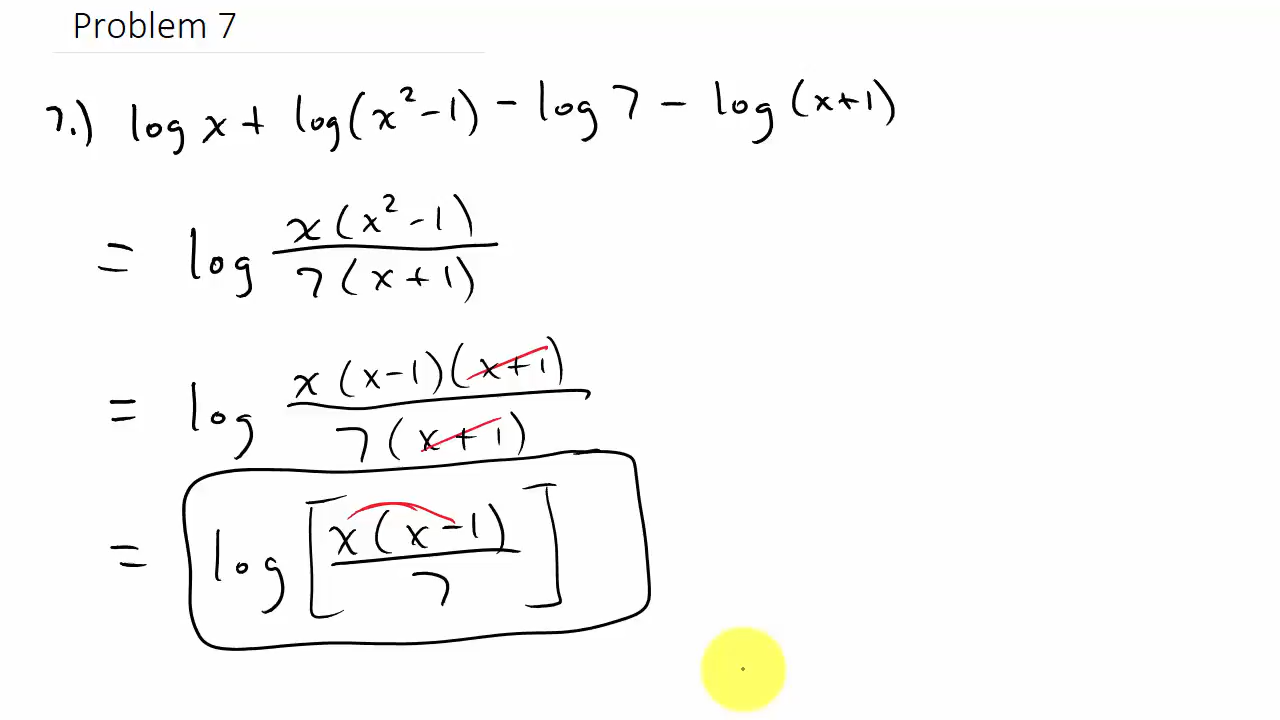 Problem 7
7.) log x + log(x² - 1) - log 7 - log (x+1)
= log x(x² - 1) / 7(x+1)
= log x(x-1)(x+1) / 7(x+1)
= log [x(x-1) / 7]